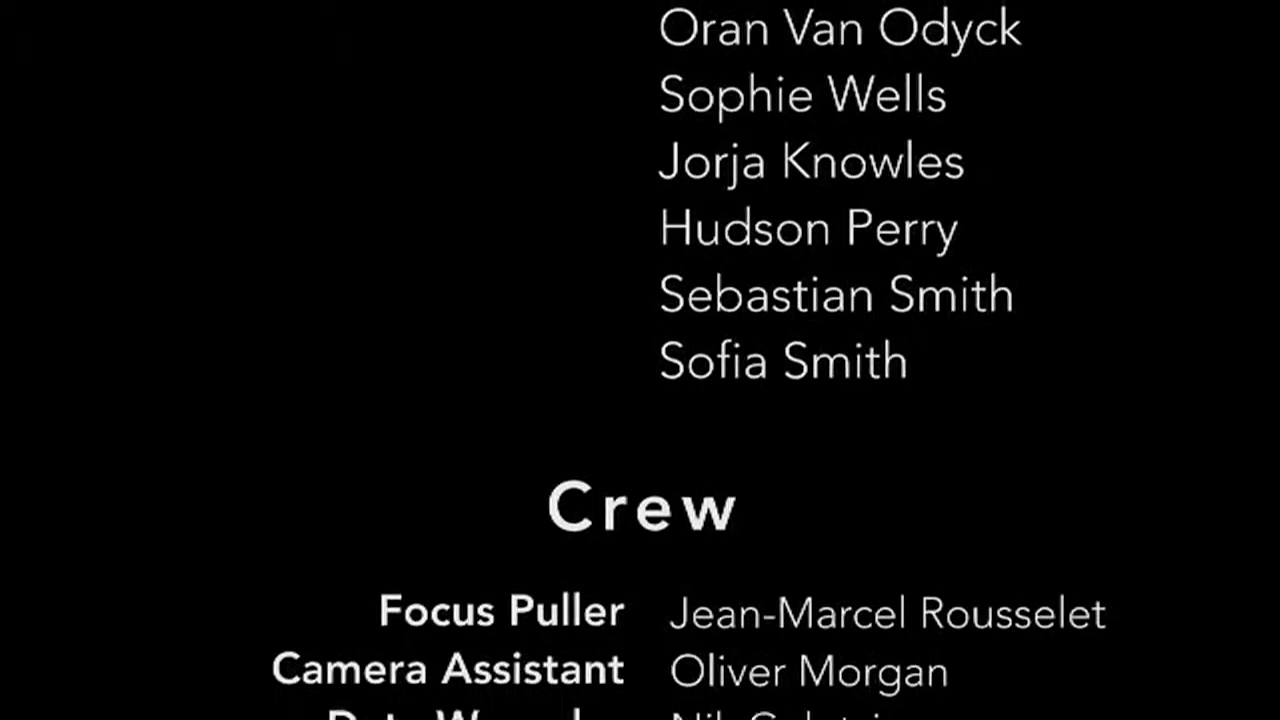 Oran Van Odyck
Sophie Wells
Jorja Knowles
Hudson Perry
Sebastian Smith
Sofia Smith
Crew
Focus Puller Jean-Marcel Rousselet
Camera Assistant Oliver Morgan